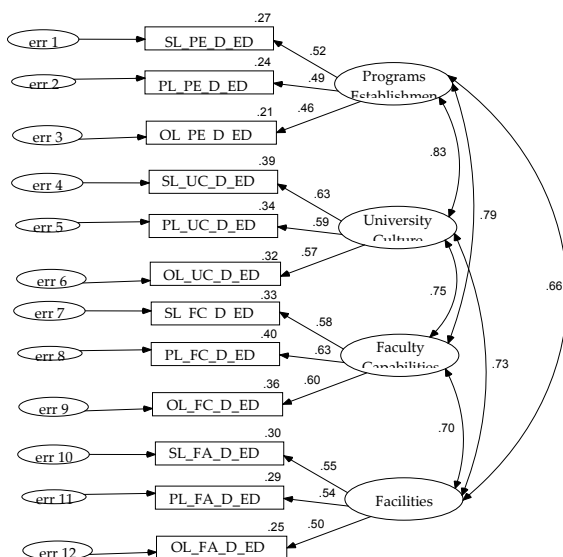 .27
err 1
SL_PE_D_ED
.52
.24
err 2
PL_PE_D_ED
.49
Programs
Establishmen
.21
.46
err 3
OL_PE_D_ED
.83
.39
err 4
SL_UC_D_ED
.63
.34
err 5
PL_UC_D_ED
.59
University
Culture
.79
.32
.57
err 6
OL_UC_D_ED
.66
.33
.75
err 7
SL_FC_D_ED
.58
.40
err 8
PL_FC_D_ED
.63
Faculty
Capabilities
.73
.36
.60
err 9
OL_FC_D_ED
.70
.30
err 10
SL_FA_D_ED
.55
.29
err 11
PL_FA_D_ED
.54
Facilities
.25
.50
err 12
OL_FA_D_ED